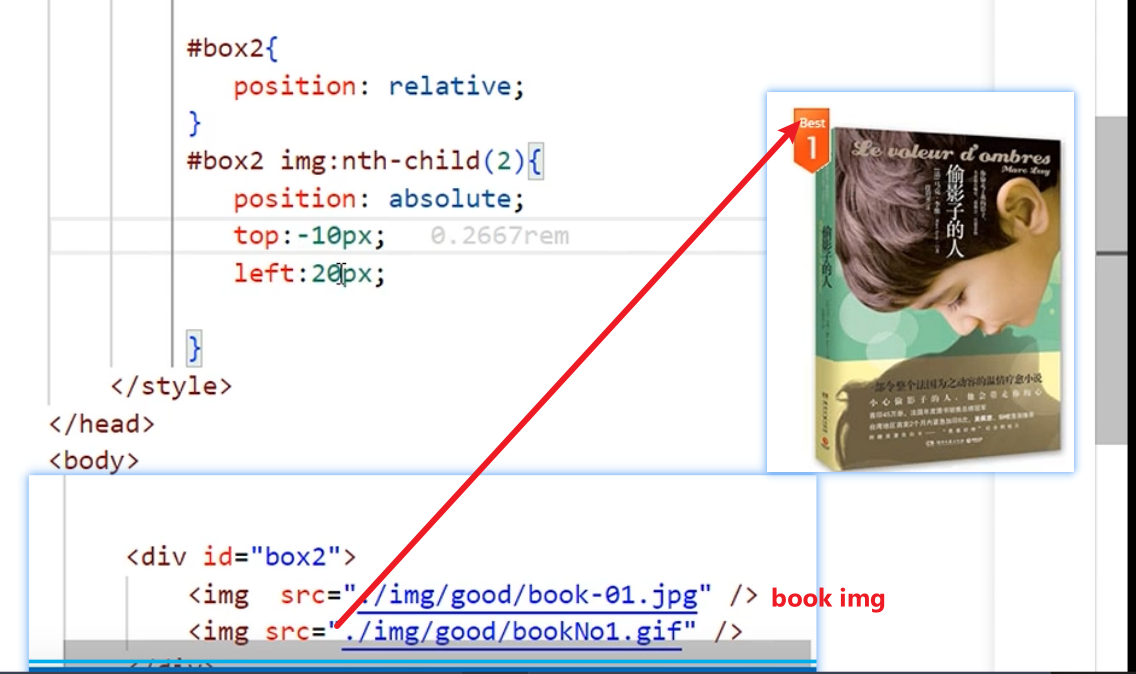 #box2{
position: relative;
}
#box2 img:nth-child(2){
position: absolute;
top:-10px; 0.2667rem
left:20px;
}
</style>
</head>
<body>
<div id="box2">
<img src="./img/good/book-01.jpg" />
<img src="./img/good/bookNo1.gif" />
</div>
book img
Best
1
Le voleur d'ombres
Marc Levy
偷影子的人
偷影子的人
一部令整个法国为之动容的温情疗愈小说
小心偷影子的人，他会带走你的心